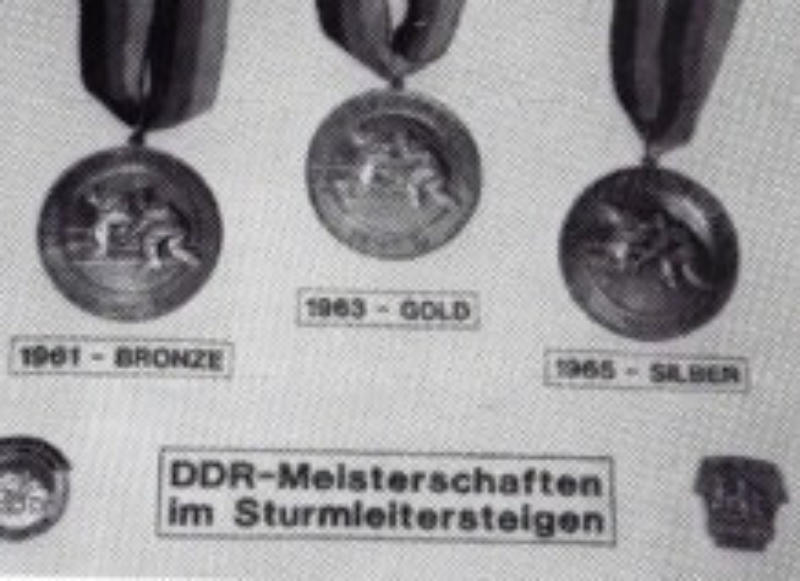 1961 - BRONZE
1963 - GOLD
1965 - SILBER
DDR-Meisterschaften
im Sturmleitersteigen